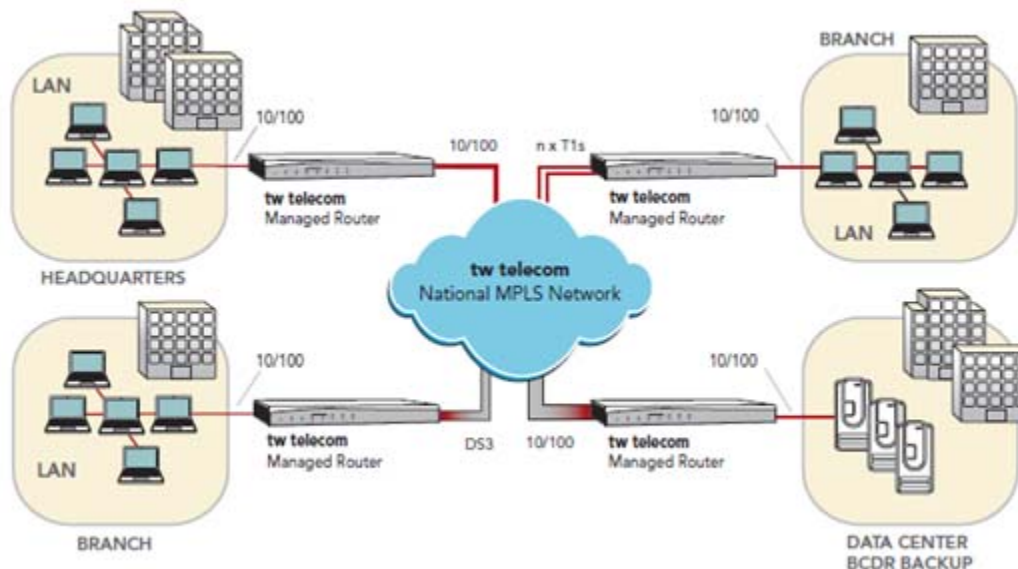 LAN
10/100
10/100
tw telecom
Managed Router
HEADQUARTERS
n x T1s
10/100
tw telecom
Managed Router
BRANCH
LAN
tw telecom
National MPLS Network
LAN
10/100
tw telecom
Managed Router
DS3
BRANCH
10/100
10/100
tw telecom
Managed Router
DATA CENTER
BCDR BACKUP